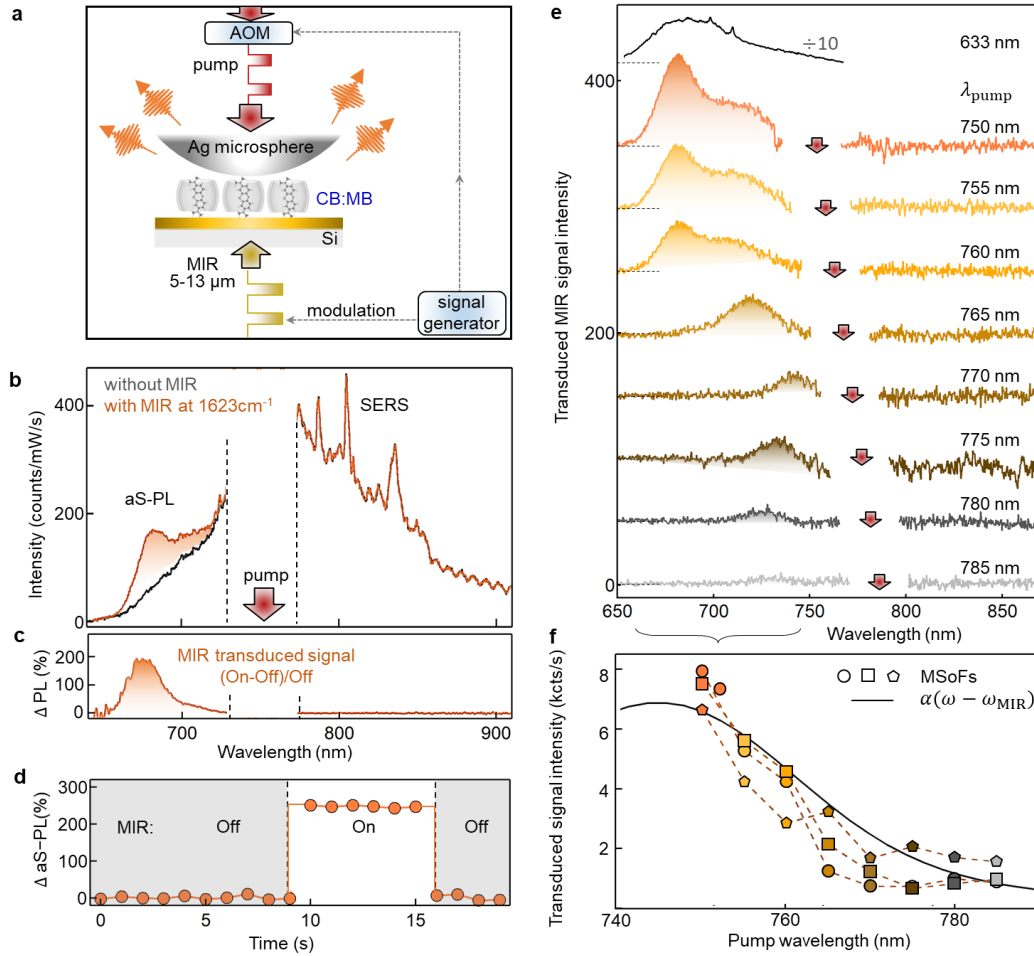 a
AOM
pump
Ag microsphere
CB:MB
Si
MIR
5-13 μm
modulation
signal
generator
b
without MIR
with MIR at 1623cm⁻¹
SERS
aS-PL
pump
Intensity (counts/mW/s)
400
200
0
c
MIR transduced signal
(On-Off)/Off
Δ PL (%)
200
0
700
800
900
Wavelength (nm)
d
Δ aS−PL(%)
300
200
100
0
MIR:
Off
On
Off
0
5
10
15
Time (s)
e
÷10
633 nm
λpump
750 nm
755 nm
760 nm
765 nm
770 nm
775 nm
780 nm
785 nm
Transduced MIR signal intensity
400
200
0
650
700
750
800
850
Wavelength (nm)
f
MSoFs
α(ω − ωMIR)
Transduced signal intensity (kcts/s)
8
6
4
2
0
740
760
780
Pump wavelength (nm)